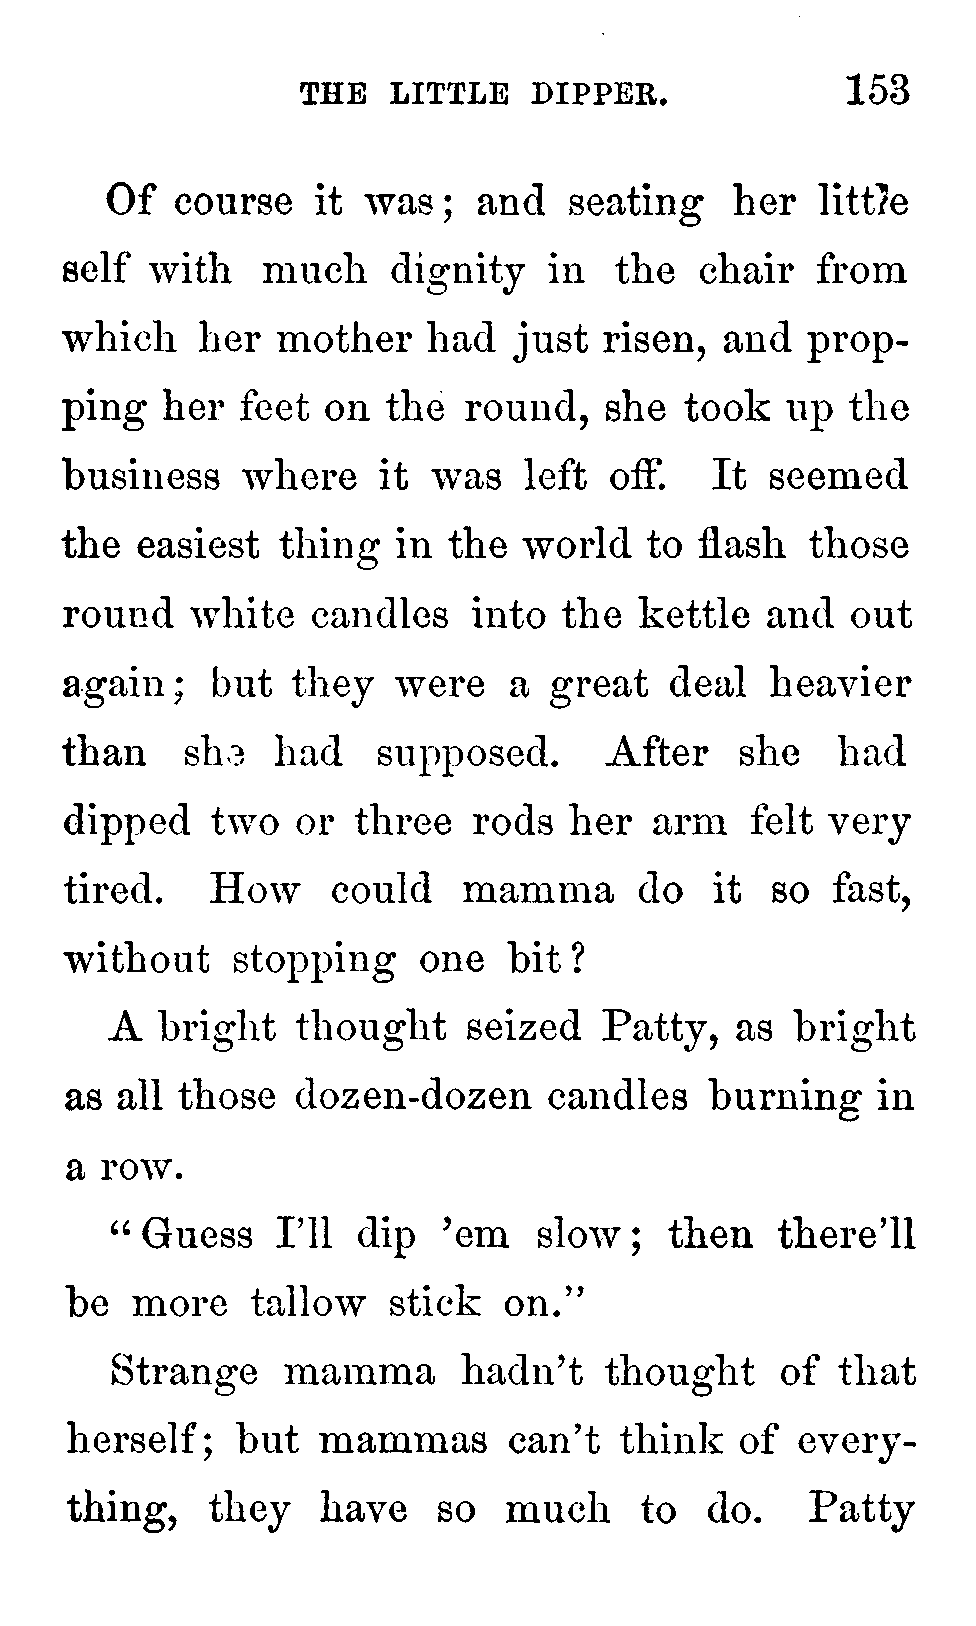 THE LITTLE DIPPER. 153
Of course it was; and seating her little
self with much dignity in the chair from
which her mother had just risen, and prop-
ping her feet on the round, she took up the
business where it was left off. It seemed
the easiest thing in the world to flash those
round white candles into the kettle and out
again; but they were a great deal heavier
than she had supposed. After she had
dipped two or three rods her arm felt very
tired. How could mamma do it so fast,
without stopping one bit?
A bright thought seized Patty, as bright
as all those dozen-dozen candles burning in
a row.
"Guess I'll dip 'em slow; then there'll
be more tallow stick on."
Strange mamma hadn't thought of that
herself; but mammas can't think of every-
thing, they have so much to do. Patty